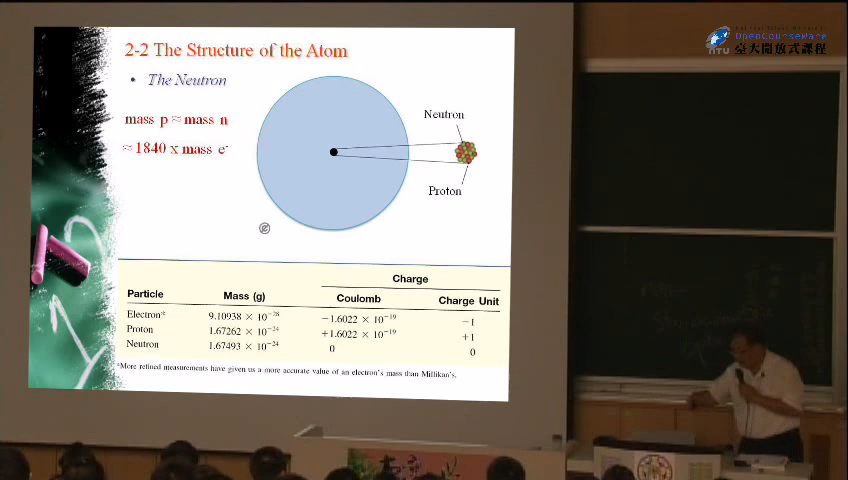 2-2 The Structure of the Atom
• The Neutron
mass p ≈ mass n
≈ 1840 x mass e-
Neutron
Proton
Charge
Particle Mass (g) Coulomb Charge Unit
Electron* 9.10938 × 10⁻²⁸ −1.6022 × 10⁻¹⁹ −1
Proton 1.67262 × 10⁻²⁴ +1.6022 × 10⁻¹⁹ +1
Neutron 1.67493 × 10⁻²⁴ 0 0
*More refined measurements have given us a more accurate value of an electron's mass than Millikan's.
OpenCourseWare
NTU 臺大開放式課程